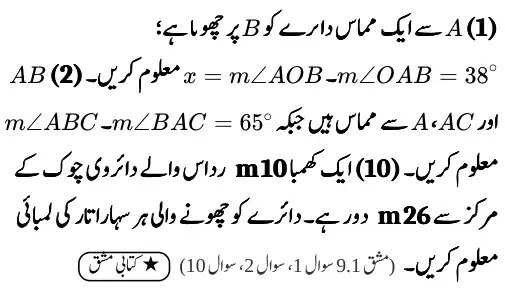 (1) A سے ایک مماس دائرے کو B پر چھوتا ہے؛
m∠OAB = 38°۔ x = m∠AOB معلوم کریں۔ (2) AB
اور AC، A سے مماس ہیں جبکہ m∠BAC = 65°۔ m∠ABC
معلوم کریں۔ (10) ایک کھمبا 10m رداس والے دائروی چوک کے
مرکز سے 26m دور ہے۔ دائرے کو چھونے والی ہر سہارا تار کی لمبائی
معلوم کریں۔ (مشق 9.1 سوال 1، سوال 2، سوال 10) ★ کتابی مشق